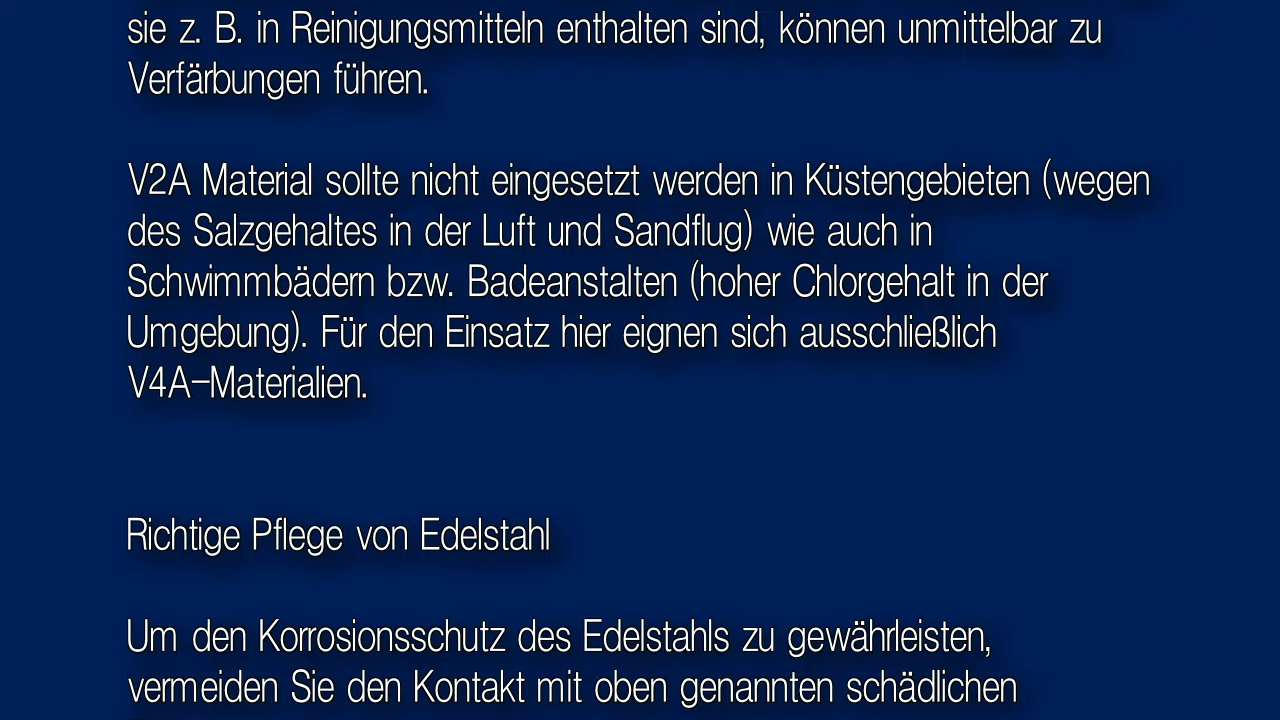 sie z. B. in Reinigungsmitteln enthalten sind, können unmittelbar zu
Verfärbungen führen.
V2A Material sollte nicht eingesetzt werden in Küstengebieten (wegen
des Salzgehaltes in der Luft und Sandflug) wie auch in
Schwimmbädern bzw. Badeanstalten (hoher Chlorgehalt in der
Umgebung). Für den Einsatz hier eignen sich ausschließlich
V4A-Materialien.
Richtige Pflege von Edelstahl
Um den Korrosionsschutz des Edelstahls zu gewährleisten,
vermeiden Sie den Kontakt mit oben genannten schädlichen